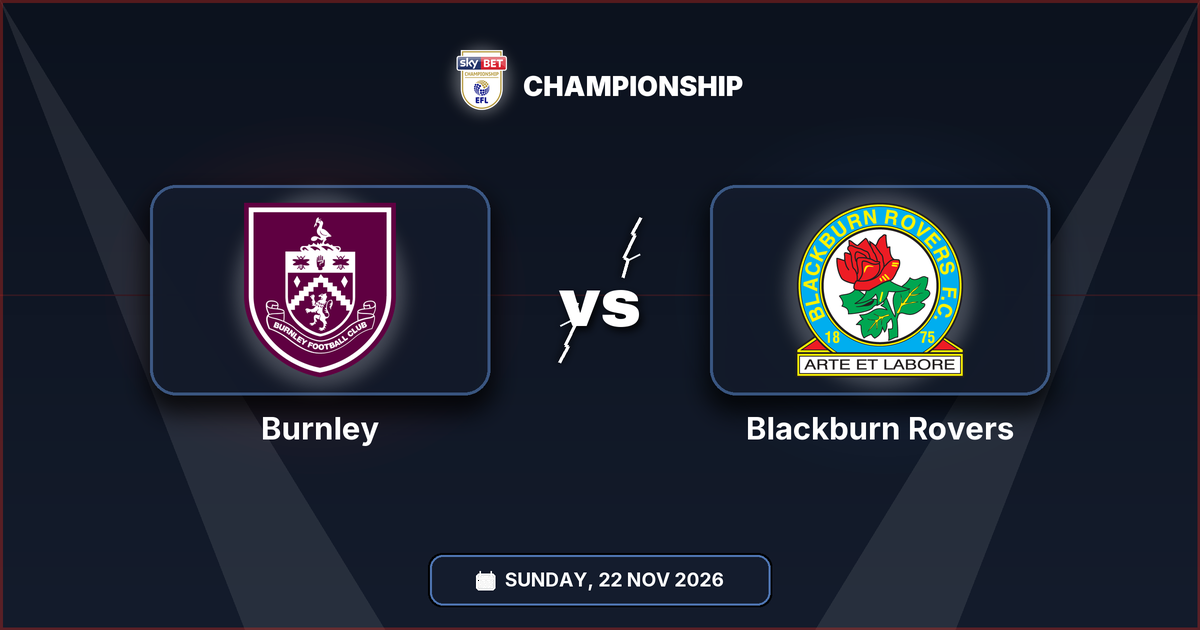 sky BET
CHAMPIONSHIP
EFL
CHAMPIONSHIP
BURNLEY FOOTBALL CLUB
vs
BLACKBURN ROVERS F.C.
18 75
ARTE ET LABORE
Burnley
Blackburn Rovers
SUNDAY, 22 NOV 2026